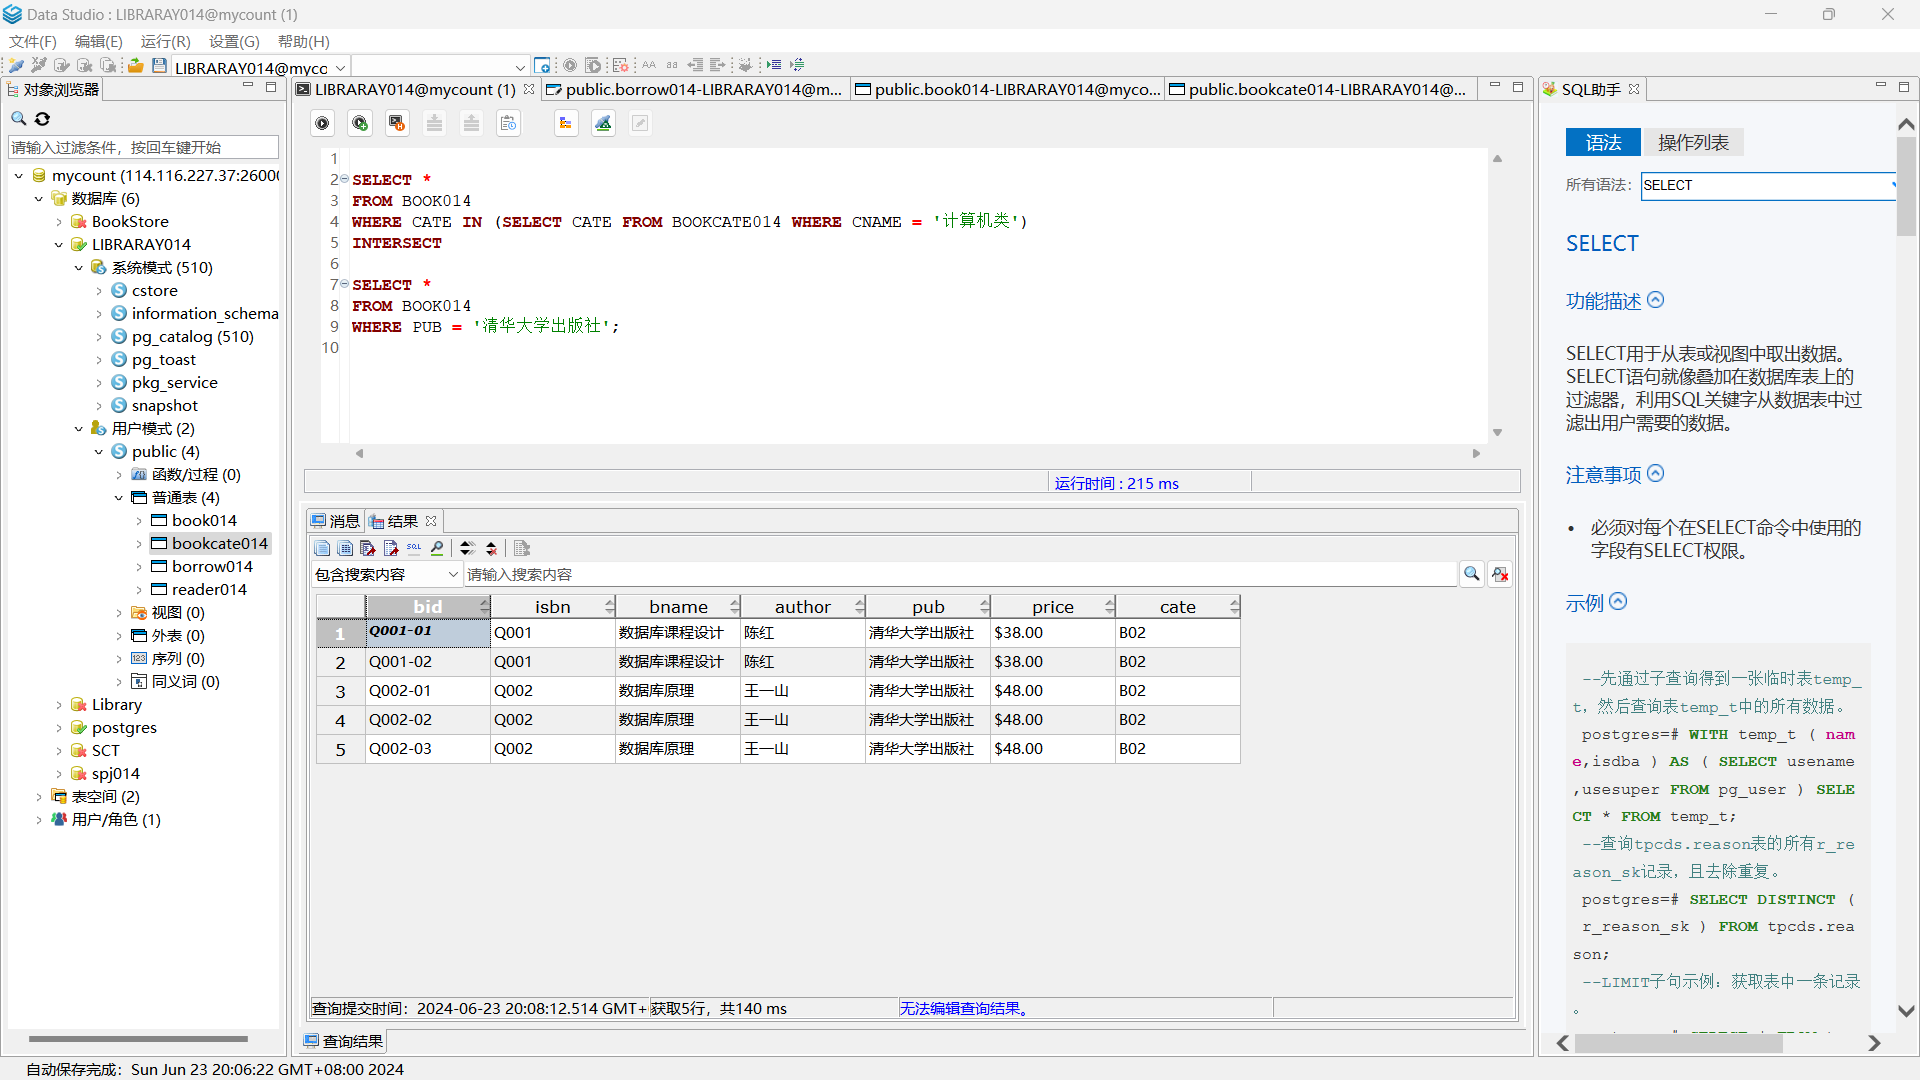 Data Studio : LIBRARAY014@mycount (1)
文件(F) 编辑(E) 运行(R) 设置(G) 帮助(H)
LIBRARAY014@myco
对象浏览器
请输入过滤条件，按回车键开始
mycount (114.116.227.37:2600
数据库 (6)
BookStore
LIBRARAY014
系统模式 (510)
cstore
information_schema
pg_catalog (510)
pg_toast
pkg_service
snapshot
用户模式 (2)
public (4)
函数/过程 (0)
普通表 (4)
book014
bookcate014
borrow014
reader014
视图 (0)
外表 (0)
序列 (0)
同义词 (0)
Library
postgres
SCT
spj014
表空间 (2)
用户/角色 (1)
LIBRARAY014@mycount (1) public.borrow014-LIBRARAY014@m... public.book014-LIBRARAY014@myco... public.bookcate014-LIBRARAY014@...
1
2 SELECT *
3 FROM BOOK014
4 WHERE CATE IN (SELECT CATE FROM BOOKCATE014 WHERE CNAME = '计算机类')
5 INTERSECT
6
7 SELECT *
8 FROM BOOK014
9 WHERE PUB = '清华大学出版社';
10
运行时间 : 215 ms
消息 结果
包含搜索内容 请输入搜索内容
bid isbn bname author pub price cate
1 Q001-01 Q001 数据库课程设计 陈红 清华大学出版社 $38.00 B02
2 Q001-02 Q001 数据库课程设计 陈红 清华大学出版社 $38.00 B02
3 Q002-01 Q002 数据库原理 王一山 清华大学出版社 $48.00 B02
4 Q002-02 Q002 数据库原理 王一山 清华大学出版社 $48.00 B02
5 Q002-03 Q002 数据库原理 王一山 清华大学出版社 $48.00 B02
查询提交时间：2024-06-23 20:08:12.514 GMT+ 获取5行，共140 ms 无法编辑查询结果。
查询结果
SQL助手
语法 操作列表
所有语法: SELECT
SELECT
功能描述
SELECT用于从表或视图中取出数据。
SELECT语句就像叠加在数据库表上的
过滤器，利用SQL关键字从数据表中过
滤出用户需要的数据。
注意事项
• 必须对每个在SELECT命令中使用的
字段有SELECT权限。
示例
--先通过子查询得到一张临时表temp_
t，然后查询表temp_t中的所有数据。
postgres=# WITH temp_t ( nam
e,isdba ) AS ( SELECT usename
,usesuper FROM pg_user ) SELE
CT * FROM temp_t;
--查询tpcds.reason表的所有r_re
ason_sk记录，且去除重复。
postgres=# SELECT DISTINCT (
r_reason_sk ) FROM tpcds.rea
son;
--LIMIT子句示例：获取表中一条记录
。
自动保存完成：Sun Jun 23 20:06:22 GMT+08:00 2024